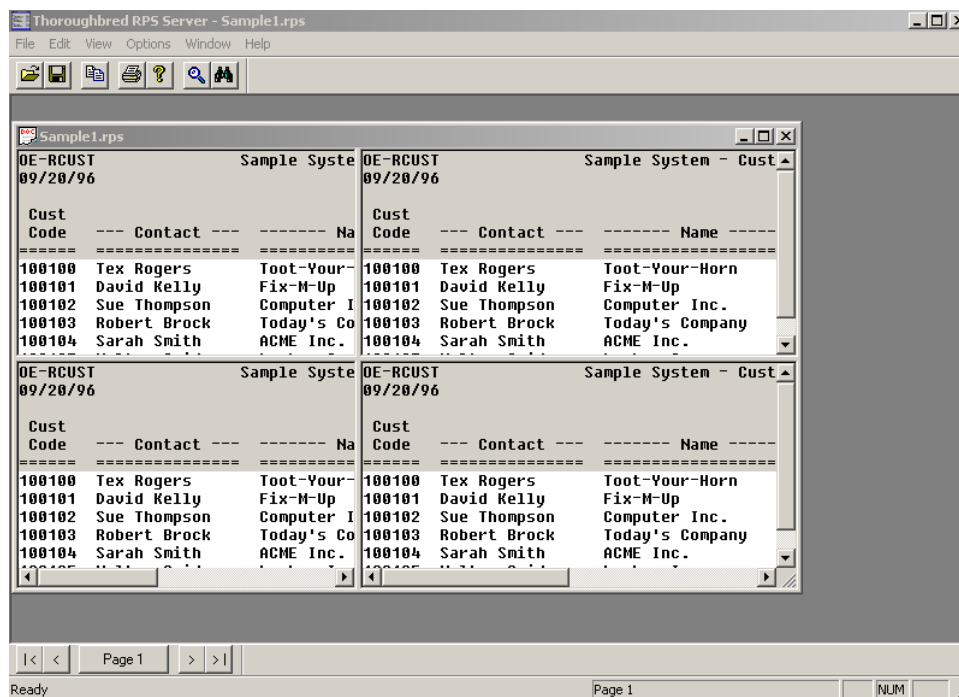 Thoroughbred RPS Server - Sample1.rps
File Edit View Options Window Help
Sample1.rps
OE-RCUST Sample Syste
09/20/96
Cust
Code --- Contact --- ------- Na
====== =============== ==========
100100 Tex Rogers Toot-Your-
100101 David Kelly Fix-M-Up
100102 Sue Thompson Computer I
100103 Robert Brock Today's Co
100104 Sarah Smith ACME Inc.
OE-RCUST Sample System - Cust
09/20/96
Cust
Code --- Contact --- ------- Name -----
====== =============== ==================
100100 Tex Rogers Toot-Your-Horn
100101 David Kelly Fix-M-Up
100102 Sue Thompson Computer Inc.
100103 Robert Brock Today's Company
100104 Sarah Smith ACME Inc.
OE-RCUST Sample Syste
09/20/96
Cust
Code --- Contact --- ------- Na
====== =============== ==========
100100 Tex Rogers Toot-Your-
100101 David Kelly Fix-M-Up
100102 Sue Thompson Computer I
100103 Robert Brock Today's Co
100104 Sarah Smith ACME Inc.
OE-RCUST Sample System - Cust
09/20/96
Cust
Code --- Contact --- ------- Name -----
====== =============== ==================
100100 Tex Rogers Toot-Your-Horn
100101 David Kelly Fix-M-Up
100102 Sue Thompson Computer Inc.
100103 Robert Brock Today's Company
100104 Sarah Smith ACME Inc.
|< < Page 1 > >|
Ready Page 1 NUM